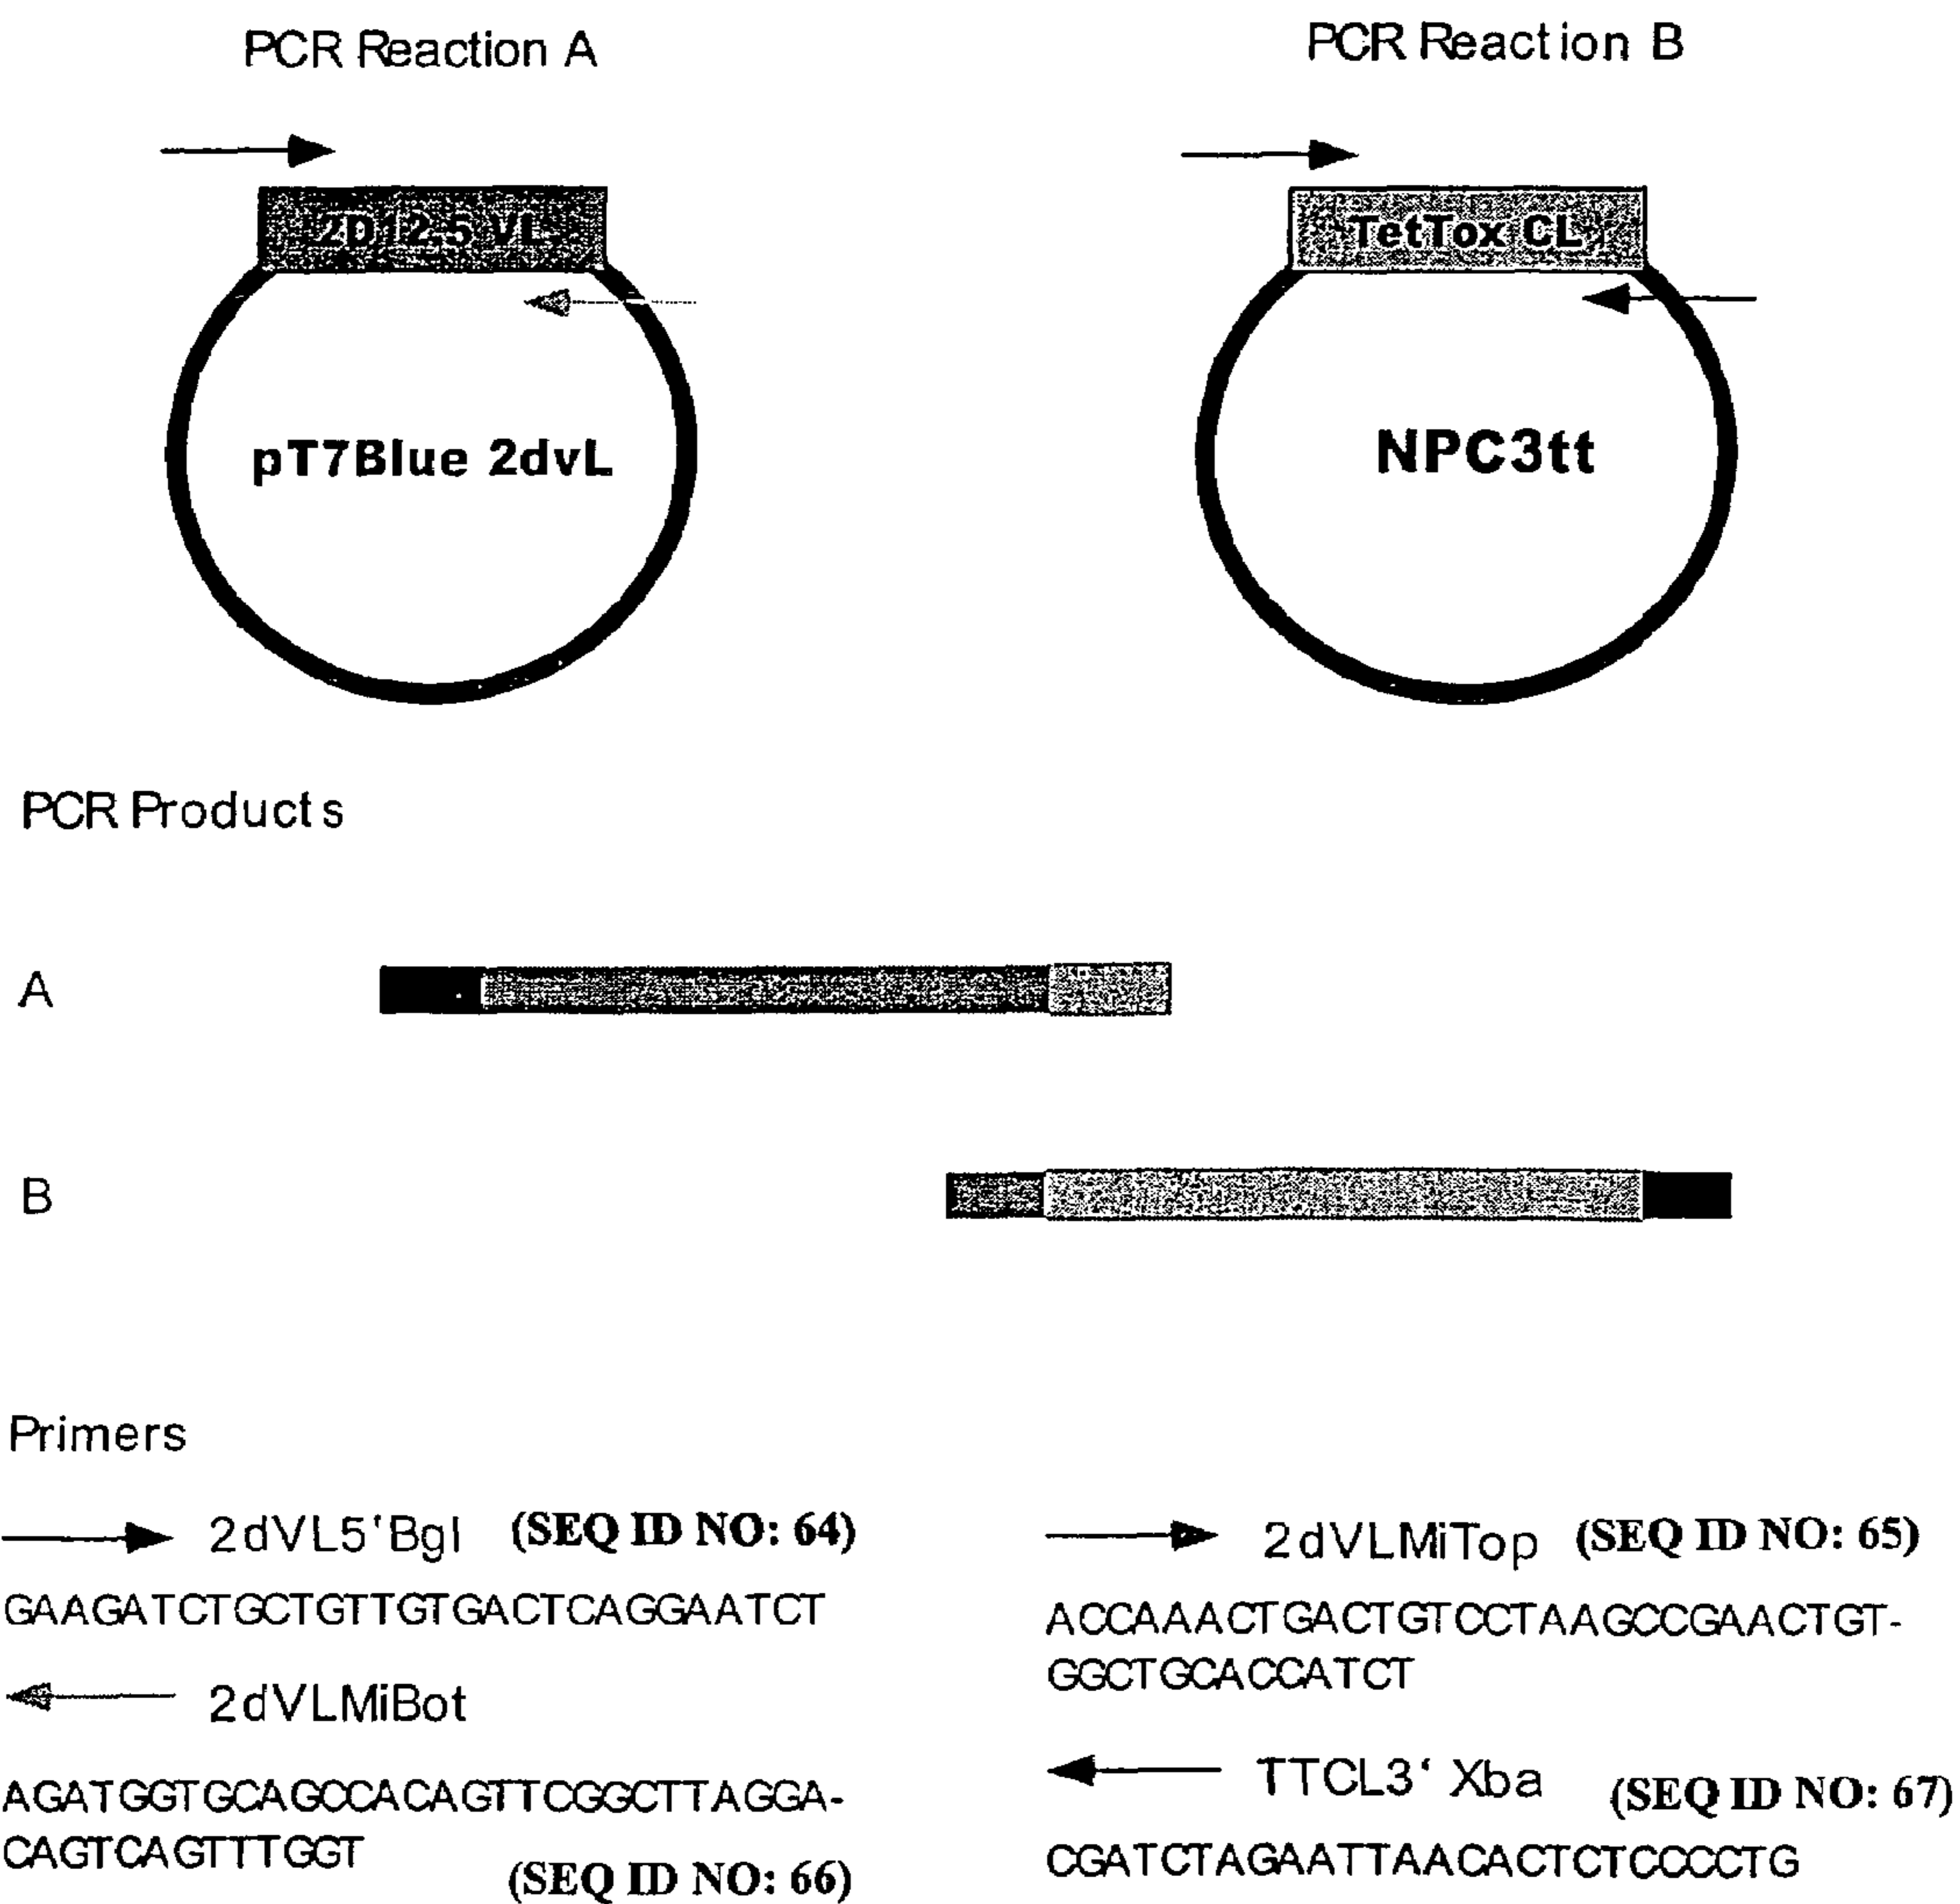 PCR Reaction A
PCR Reaction B
2D12.5 VL
TetTox CL
pT7Blue 2dvL
NPC3tt
PCR Products
A
B
Primers
2dVL5'Bgl (SEQ ID NO: 64)
GAAGATCTGCTGTTGTGACTCAGGAATCT
2dVLMiBot
AGATGGTGCAGCCACAGTTCGGCTTAGGA-
CAGTCAGTTTGGT
(SEQ ID NO: 66)
2dVLMiTop (SEQ ID NO: 65)
ACCAAACTGACTGTCCTAAGCCGAACTGT-
GGCTGCACCATCT
TTCL3' Xba (SEQ ID NO: 67)
CGATCTAGAATTAACACTCTCCCCTG